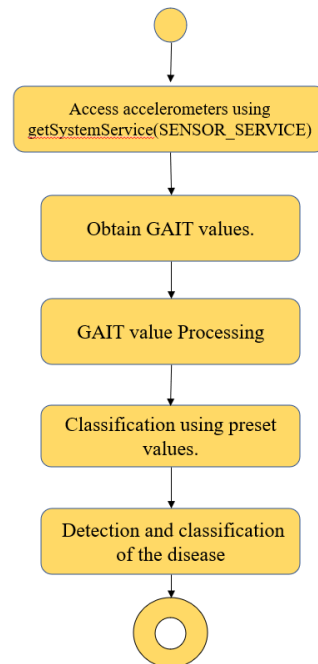 Access accelerometers using
getSystemService(SENSOR_SERVICE)
Obtain GAIT values.
GAIT value Processing
Classification using preset
values.
Detection and classification
of the disease